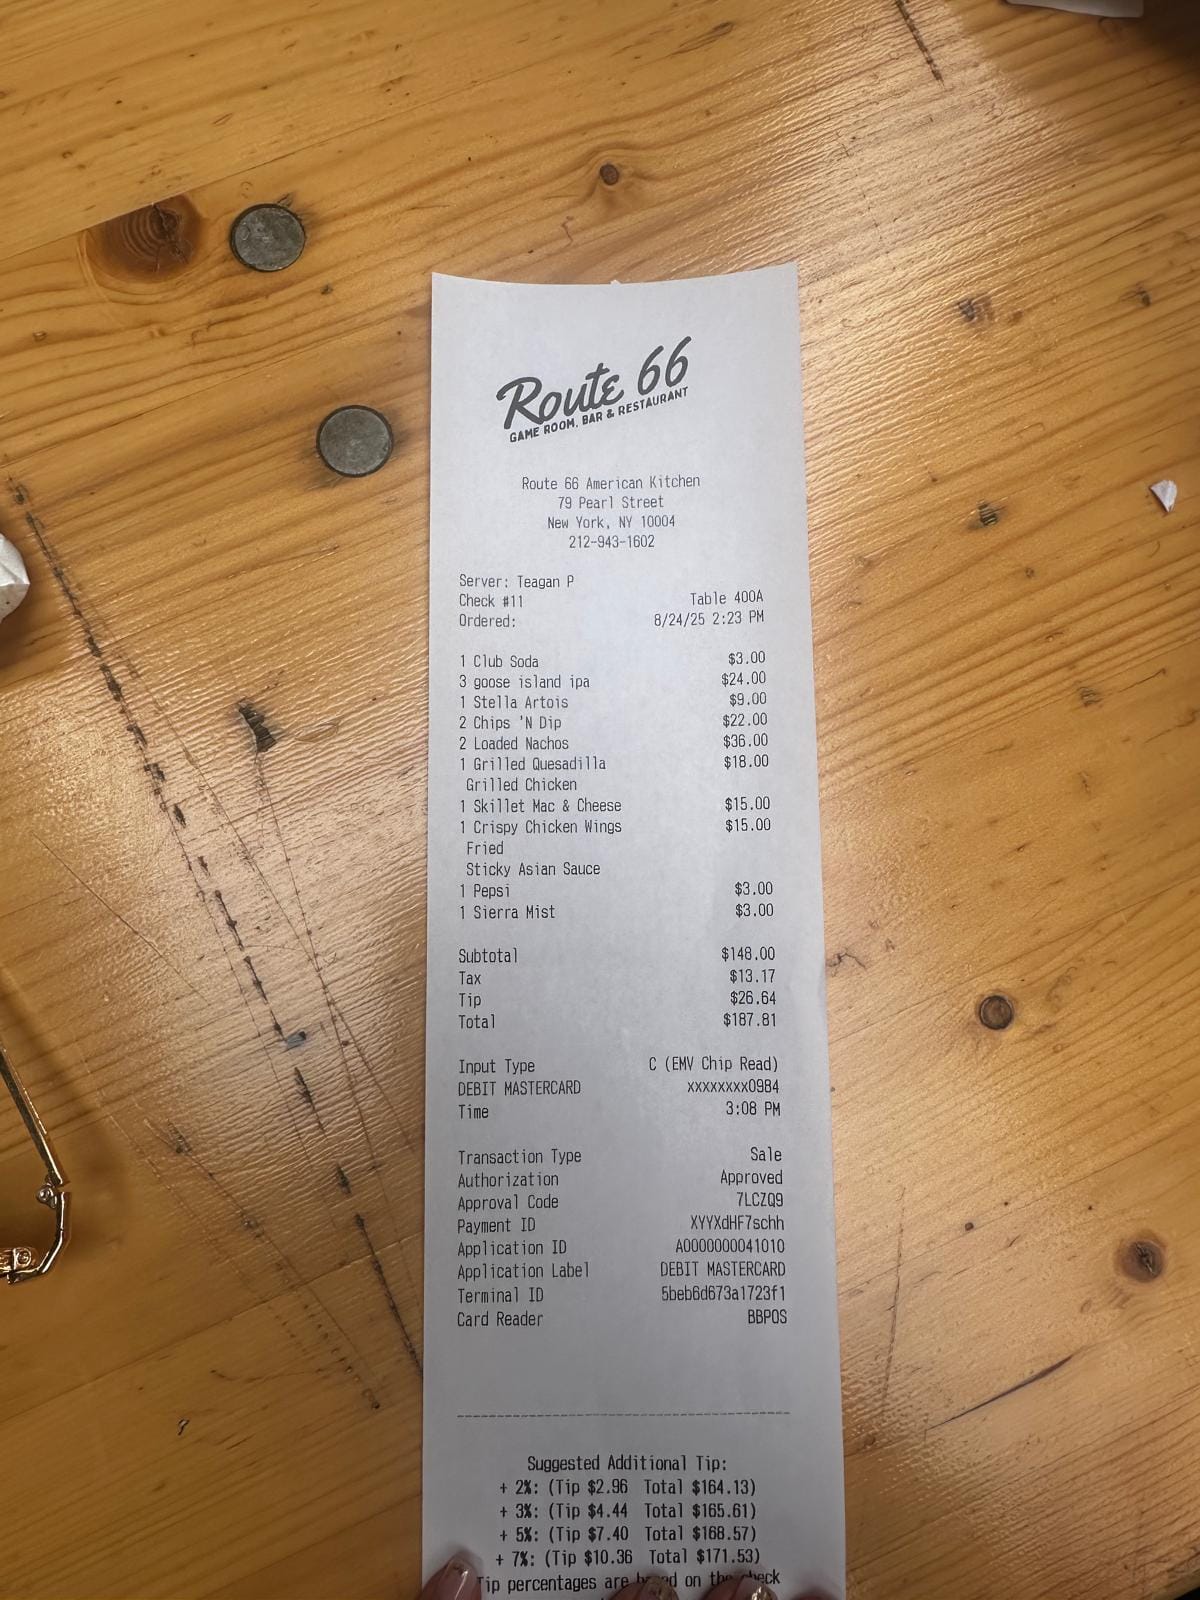 Route 66
GAME ROOM, BAR & RESTAURANT
Route 66 American Kitchen
79 Pearl Street
New York, NY 10004
212-943-1602
Server: Teagan P
Check #11 Table 400A
Ordered: 8/24/25 2:23 PM
1 Club Soda $3.00
3 goose island ipa $24.00
1 Stella Artois $9.00
2 Chips 'N Dip $22.00
2 Loaded Nachos $36.00
1 Grilled Quesadilla $18.00
Grilled Chicken
1 Skillet Mac & Cheese $15.00
1 Crispy Chicken Wings $15.00
Fried
Sticky Asian Sauce
1 Pepsi $3.00
1 Sierra Mist $3.00
Subtotal $148.00
Tax $13.17
Tip $26.64
Total $187.81
Input Type C (EMV Chip Read)
DEBIT MASTERCARD xxxxxxxx0984
Time 3:08 PM
Transaction Type Sale
Authorization Approved
Approval Code 7LCZQ9
Payment ID XYYXdHF7schh
Application ID A0000000041010
Application Label DEBIT MASTERCARD
Terminal ID 5beb6d673a1723f1
Card Reader BBPOS
Suggested Additional Tip:
+ 2%: (Tip $2.96 Total $164.13)
+ 3%: (Tip $4.44 Total $165.61)
+ 5%: (Tip $7.40 Total $168.57)
+ 7%: (Tip $10.36 Total $171.53)
Tip percentages are based on the check